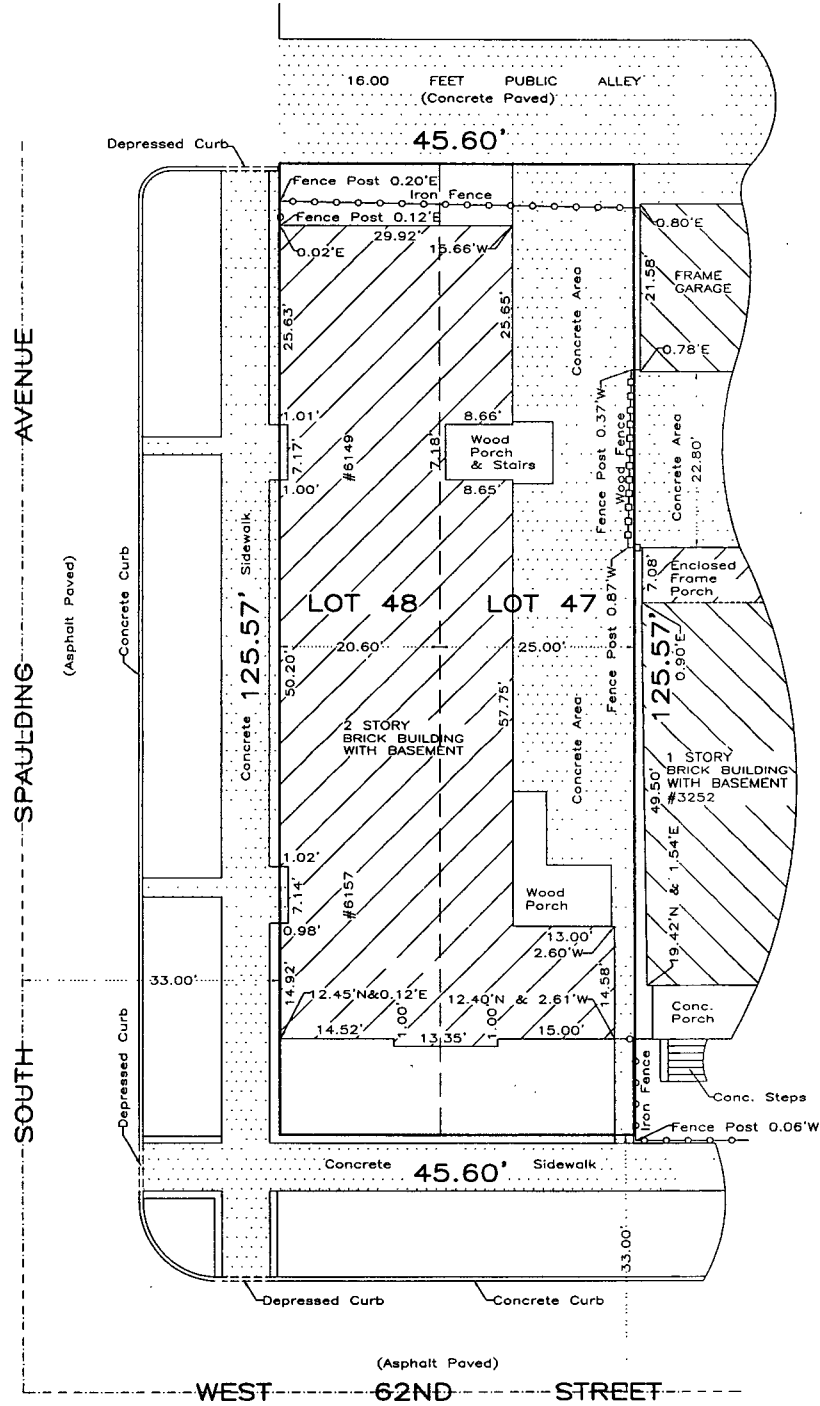 16.00 FEET PUBLIC ALLEY
(Concrete Paved)
45.60'
Depressed Curb
Fence Post 0.20'E
Iron Fence
Fence Post 0.12'E
29.92'
0.02'E
15.66'W
0.80'E
21.58'
FRAME
GARAGE
0.78'E
25.63'
25.65'
Concrete Area
1.01'
7.17'
1.00'
#6149
7.18'
8.66'
Wood
Porch
& Stairs
8.65'
Fence Post 0.37'W
Wood Fence
Concrete Area
22.80'
SOUTH SPAULDING AVENUE
(Asphalt Paved)
Concrete Curb
Concrete Sidewalk
125.57'
LOT 48
LOT 47
20.60'
25.00'
50.20'
57.75'
Fence Post 0.87'W
7.08'
Enclosed
Frame
Porch
125.57'
0.90'E
2 STORY
BRICK BUILDING
WITH BASEMENT
Concrete Area
1 STORY
BRICK BUILDING
WITH BASEMENT
#3252
49.50'
19.42'N & 1.54'E
1.02'
7.14'
0.98'
#6157
Wood
Porch
13.00'
2.60'W
14.92'
14.58'
33.00'
12.45'N&0.12'E
12.40'N & 2.61'W
14.52'
1.00'
13.35'
1.00'
15.00'
Conc.
Porch
Iron Fence
Conc. Steps
Fence Post 0.06'W
Depressed Curb
Concrete Sidewalk
45.60'
33.00'
Depressed Curb
Concrete Curb
(Asphalt Paved)
WEST 62ND STREET